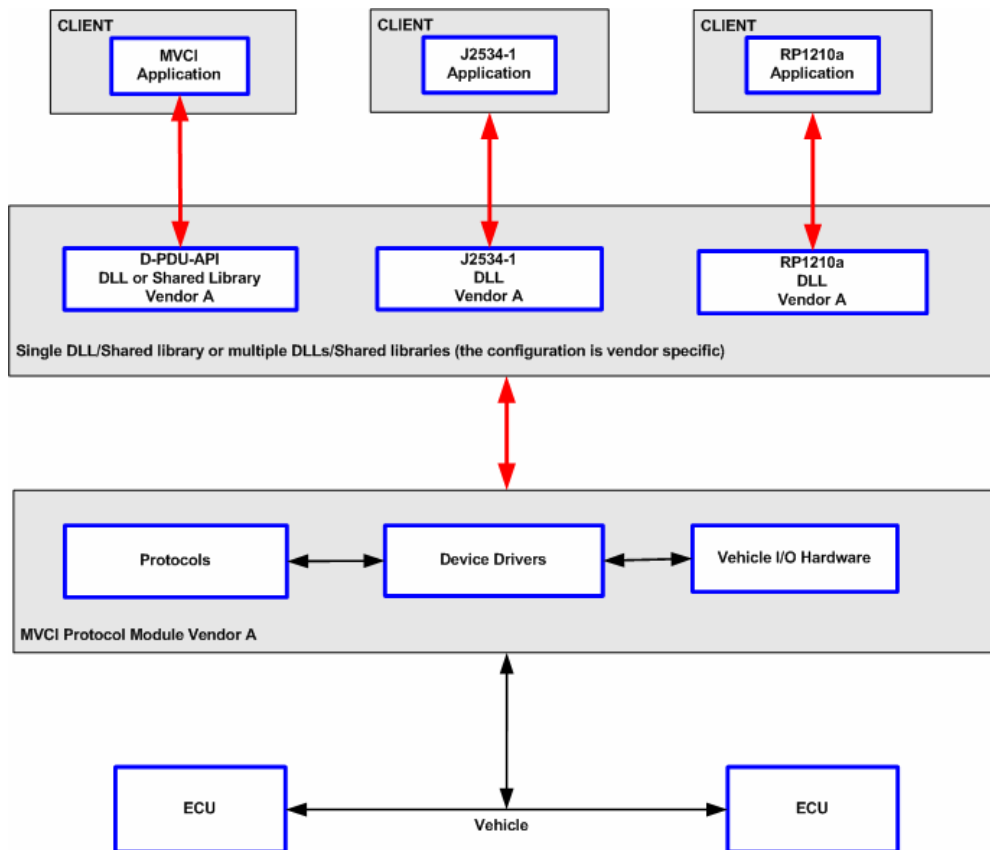 CLIENT
MVCI
Application
CLIENT
J2534-1
Application
CLIENT
RP1210a
Application
D-PDU-API
DLL or Shared Library
Vendor A
J2534-1
DLL
Vendor A
RP1210a
DLL
Vendor A
Single DLL/Shared library or multiple DLLs/Shared libraries (the configuration is vendor specific)
Protocols
Device Drivers
Vehicle I/O Hardware
MVCI Protocol Module Vendor A
ECU
Vehicle
ECU